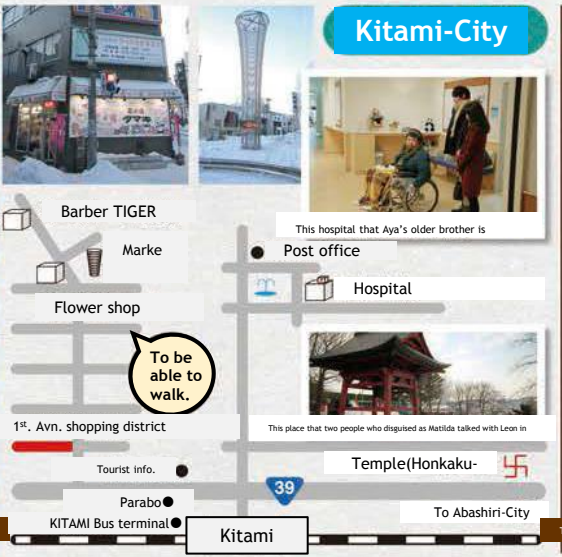 Kitami-City
This hospital that Aya's older brother is
Barber TIGER
Marke
Post office
Hospital
Flower shop
To be
able to
walk.
1st. Avn. shopping district
This place that two people who disguised as Matilda talked with Leon in
Temple(Honkaku-
Tourist info.
39
Parabo
To Abashiri-City
KITAMI Bus terminal
Kitami